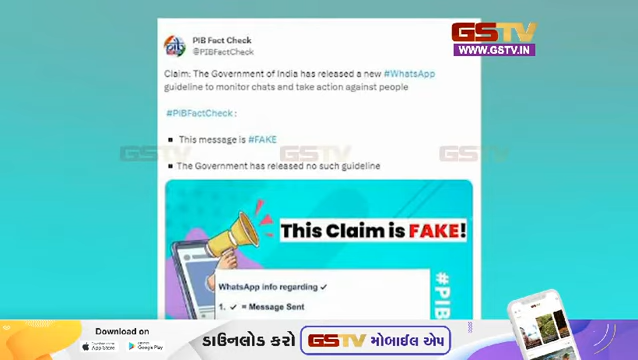 PIB Fact Check
@PIBFactCheck
GSTV
WWW.GSTV.IN
Claim: The Government of India has released a new #WhatsApp
guideline to monitor chats and take action against people
#PIBFactCheck :
This message is #FAKE
GSTV GSTV GSTV
The Government has released no such guideline
This Claim is FAKE!
WhatsApp info regarding ✓
1. ✓ = Message Sent
#PIB
Download on
App Store
Google Play
ડાઉનલોડ કરો GSTV મોબાઈલ એપ